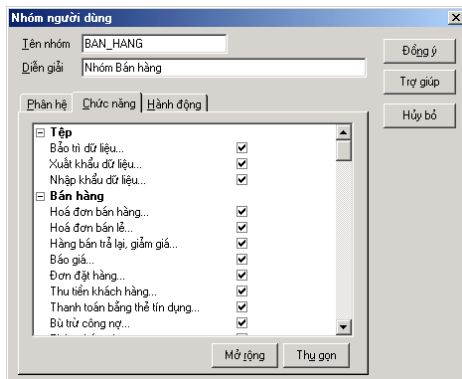 Nhóm người dùng
Tên nhóm BAN_HANG
Diễn giải Nhóm Bán hàng
Đồng ý
Trợ giúp
Hủy bỏ
Phân hệ Chức năng Hành động
Tệp
Bảo trì dữ liệu...
Xuất khẩu dữ liệu...
Nhập khẩu dữ liệu...
Bán hàng
Hoá đơn bán hàng...
Hoá đơn bán lẻ...
Hàng bán trả lại, giảm giá...
Báo giá...
Đơn đặt hàng...
Thu tiền khách hàng...
Thanh toán bằng thẻ tín dụng...
Bù trừ công nợ...
Mở rộng Thu gọn